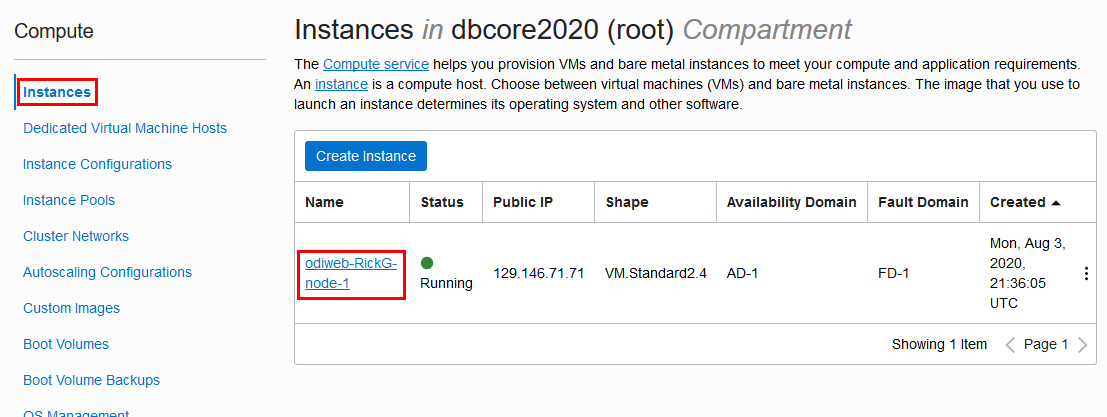 Compute
Instances
Dedicated Virtual Machine Hosts
Instance Configurations
Instance Pools
Cluster Networks
Autoscaling Configurations
Custom Images
Boot Volumes
Boot Volume Backups
OS Management
Instances in dbcore2020 (root) Compartment
The Compute service helps you provision VMs and bare metal instances to meet your compute and application requirements.
An instance is a compute host. Choose between virtual machines (VMs) and bare metal instances. The image that you use to
launch an instance determines its operating system and other software.
Create Instance
Name Status Public IP Shape Availability Domain Fault Domain Created
odiweb-RickG-
node-1
Running
129.146.71.71
VM.Standard2.4
AD-1
FD-1
Mon, Aug 3,
2020,
21:36:05
UTC
Showing 1 Item Page 1